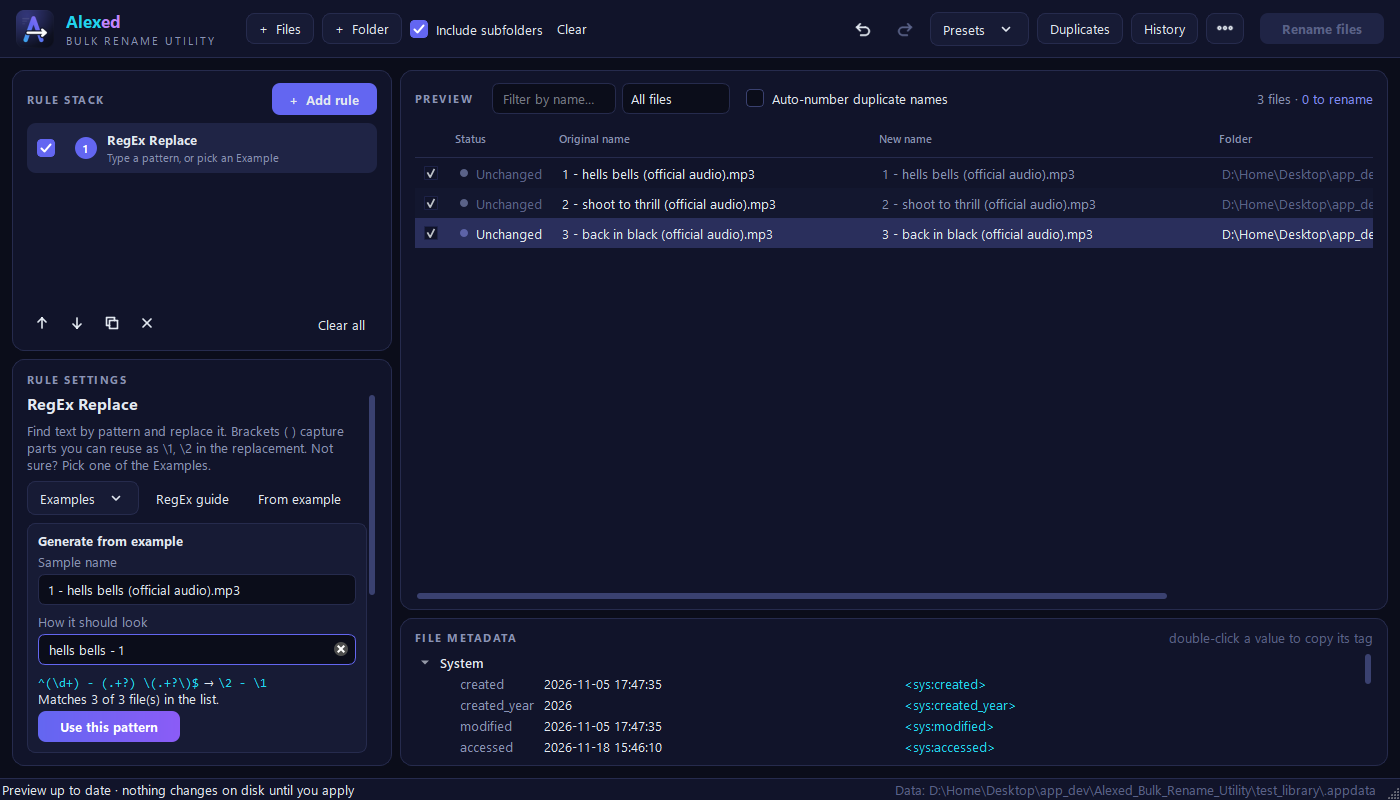 Alexed
BULK RENAME UTILITY
+ Files
+ Folder
Include subfolders
Clear
Presets
Duplicates
History
•••
Rename files
RULE STACK
+ Add rule
1
RegEx Replace
Type a pattern, or pick an Example
Clear all
RULE SETTINGS
RegEx Replace
Find text by pattern and replace it. Brackets ( ) capture
parts you can reuse as \1, \2 in the replacement. Not
sure? Pick one of the Examples.
Examples
RegEx guide
From example
Generate from example
Sample name
1 - hells bells (official audio).mp3
How it should look
hells bells - 1
^(\d+) - (.+?) \(.+?\)$ → \2 - \1
Matches 3 of 3 file(s) in the list.
Use this pattern
PREVIEW
Filter by name...
All files
Auto-number duplicate names
3 files · 0 to rename
Status Original name New name Folder
Unchanged 1 - hells bells (official audio).mp3 1 - hells bells (official audio).mp3 D:\Home\Desktop\app_de
Unchanged 2 - shoot to thrill (official audio).mp3 2 - shoot to thrill (official audio).mp3 D:\Home\Desktop\app_de
Unchanged 3 - back in black (official audio).mp3 3 - back in black (official audio).mp3 D:\Home\Desktop\app_de
FILE METADATA
double-click a value to copy its tag
System
created 2026-11-05 17:47:35 <sys:created>
created_year 2026 <sys:created_year>
modified 2026-11-05 17:47:35 <sys:modified>
accessed 2026-11-18 15:46:10 <sys:accessed>
Preview up to date · nothing changes on disk until you apply
Data: D:\Home\Desktop\app_dev\Alexed_Bulk_Rename_Utility\test_library\.appdata